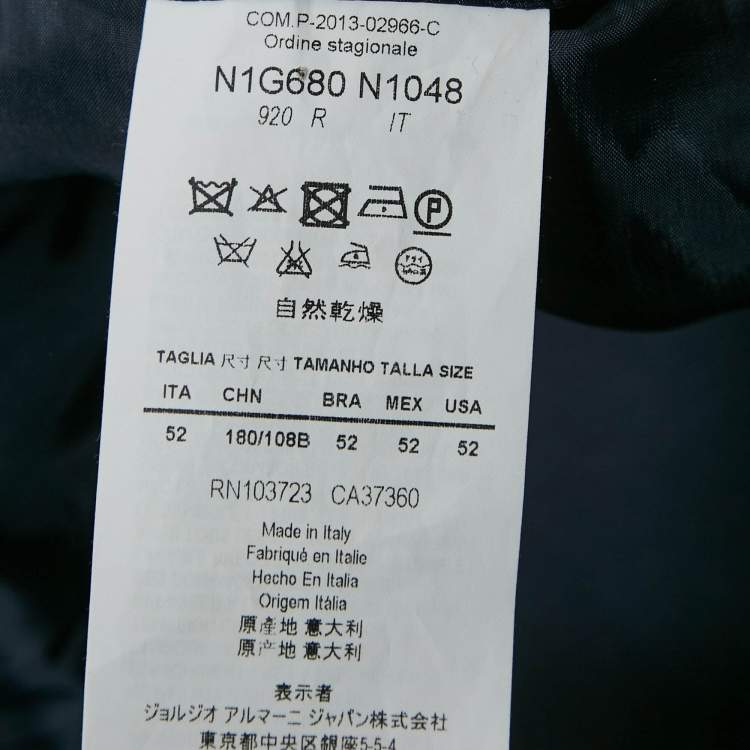 COM.P-2013-02966-C
Ordine stagionale
N1G680 N1048
920 R IT
P
自然乾燥
TAGLIA 尺寸 尺寸 TAMANHO TALLA SIZE
ITA CHN BRA MEX USA
52 180/108B 52 52 52
RN103723 CA37360
Made in Italy
Fabriqué en Italie
Hecho En Italia
Origem Itália
原產地 意大利
原产地 意大利
表示者
ジョルジオ アルマーニ ジャパン株式会社
東京都中央区銀座5-5-4